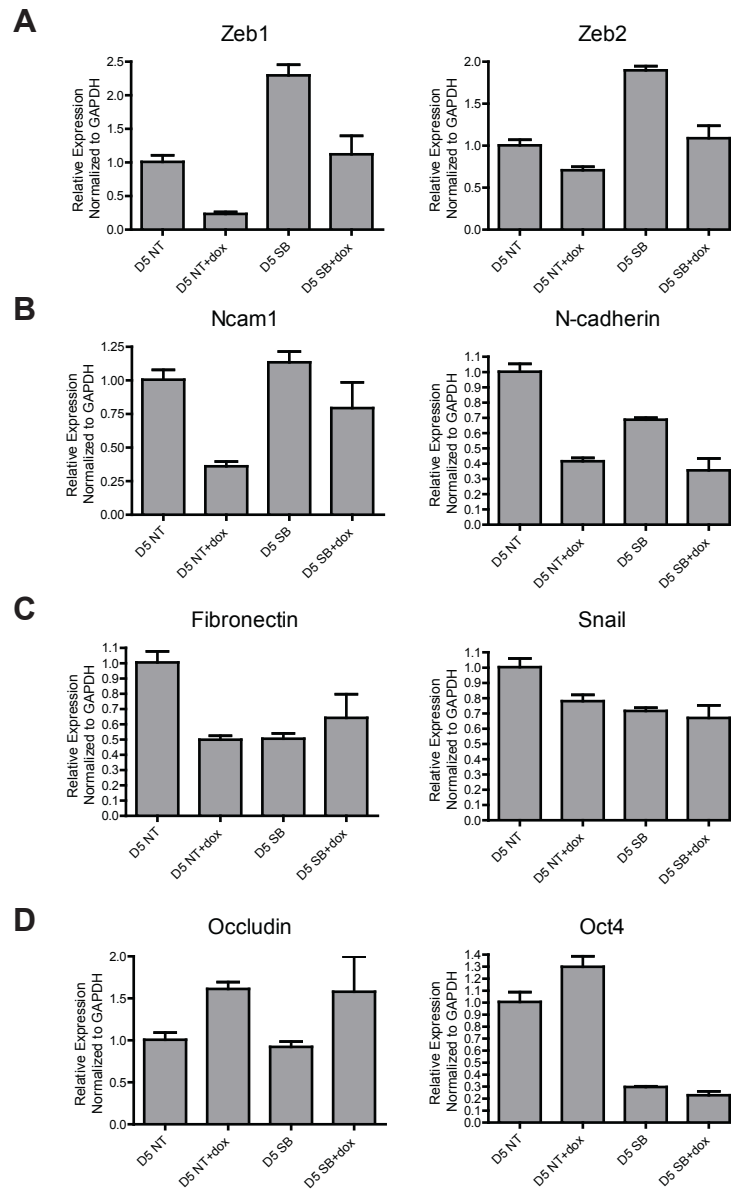 A
Zeb1
Relative Expression
Normalized to GAPDH
2.5
2.0
1.5
1.0
0.5
0.0
D5 NT
D5 NT+dox
D5 SB
D5 SB+dox
Zeb2
Relative Expression
Normalized to GAPDH
2.0
1.5
1.0
0.5
0.0
D5 NT
D5 NT+dox
D5 SB
D5 SB+dox
B
Ncam1
Relative Expression
Normalized to GAPDH
1.25
1.00
0.75
0.50
0.25
0.00
D5 NT
D5 NT+dox
D5 SB
D5 SB+dox
N-cadherin
Relative Expression
Normalized to GAPDH
1.1
1.0
0.9
0.8
0.7
0.6
0.5
0.4
0.3
0.2
0.1
0.0
D5 NT
D5 NT+dox
D5 SB
D5 SB+dox
C
Fibronectin
Relative Expression
Normalized to GAPDH
1.1
1.0
0.9
0.8
0.7
0.6
0.5
0.4
0.3
0.2
0.1
0.0
D5 NT
D5 NT+dox
D5 SB
D5 SB+dox
Snail
Relative Expression
Normalized to GAPDH
1.1
1.0
0.9
0.8
0.7
0.6
0.5
0.4
0.3
0.2
0.1
0.0
D5 NT
D5 NT+dox
D5 SB
D5 SB+dox
D
Occludin
Relative Expression
Normalized to GAPDH
2.0
1.5
1.0
0.5
0.0
D5 NT
D5 NT+dox
D5 SB
D5 SB+dox
Oct4
Relative Expression
Normalized to GAPDH
1.4
1.3
1.2
1.1
1.0
0.9
0.8
0.7
0.6
0.5
0.4
0.3
0.2
0.1
0.0
D5 NT
D5 NT+dox
D5 SB
D5 SB+dox